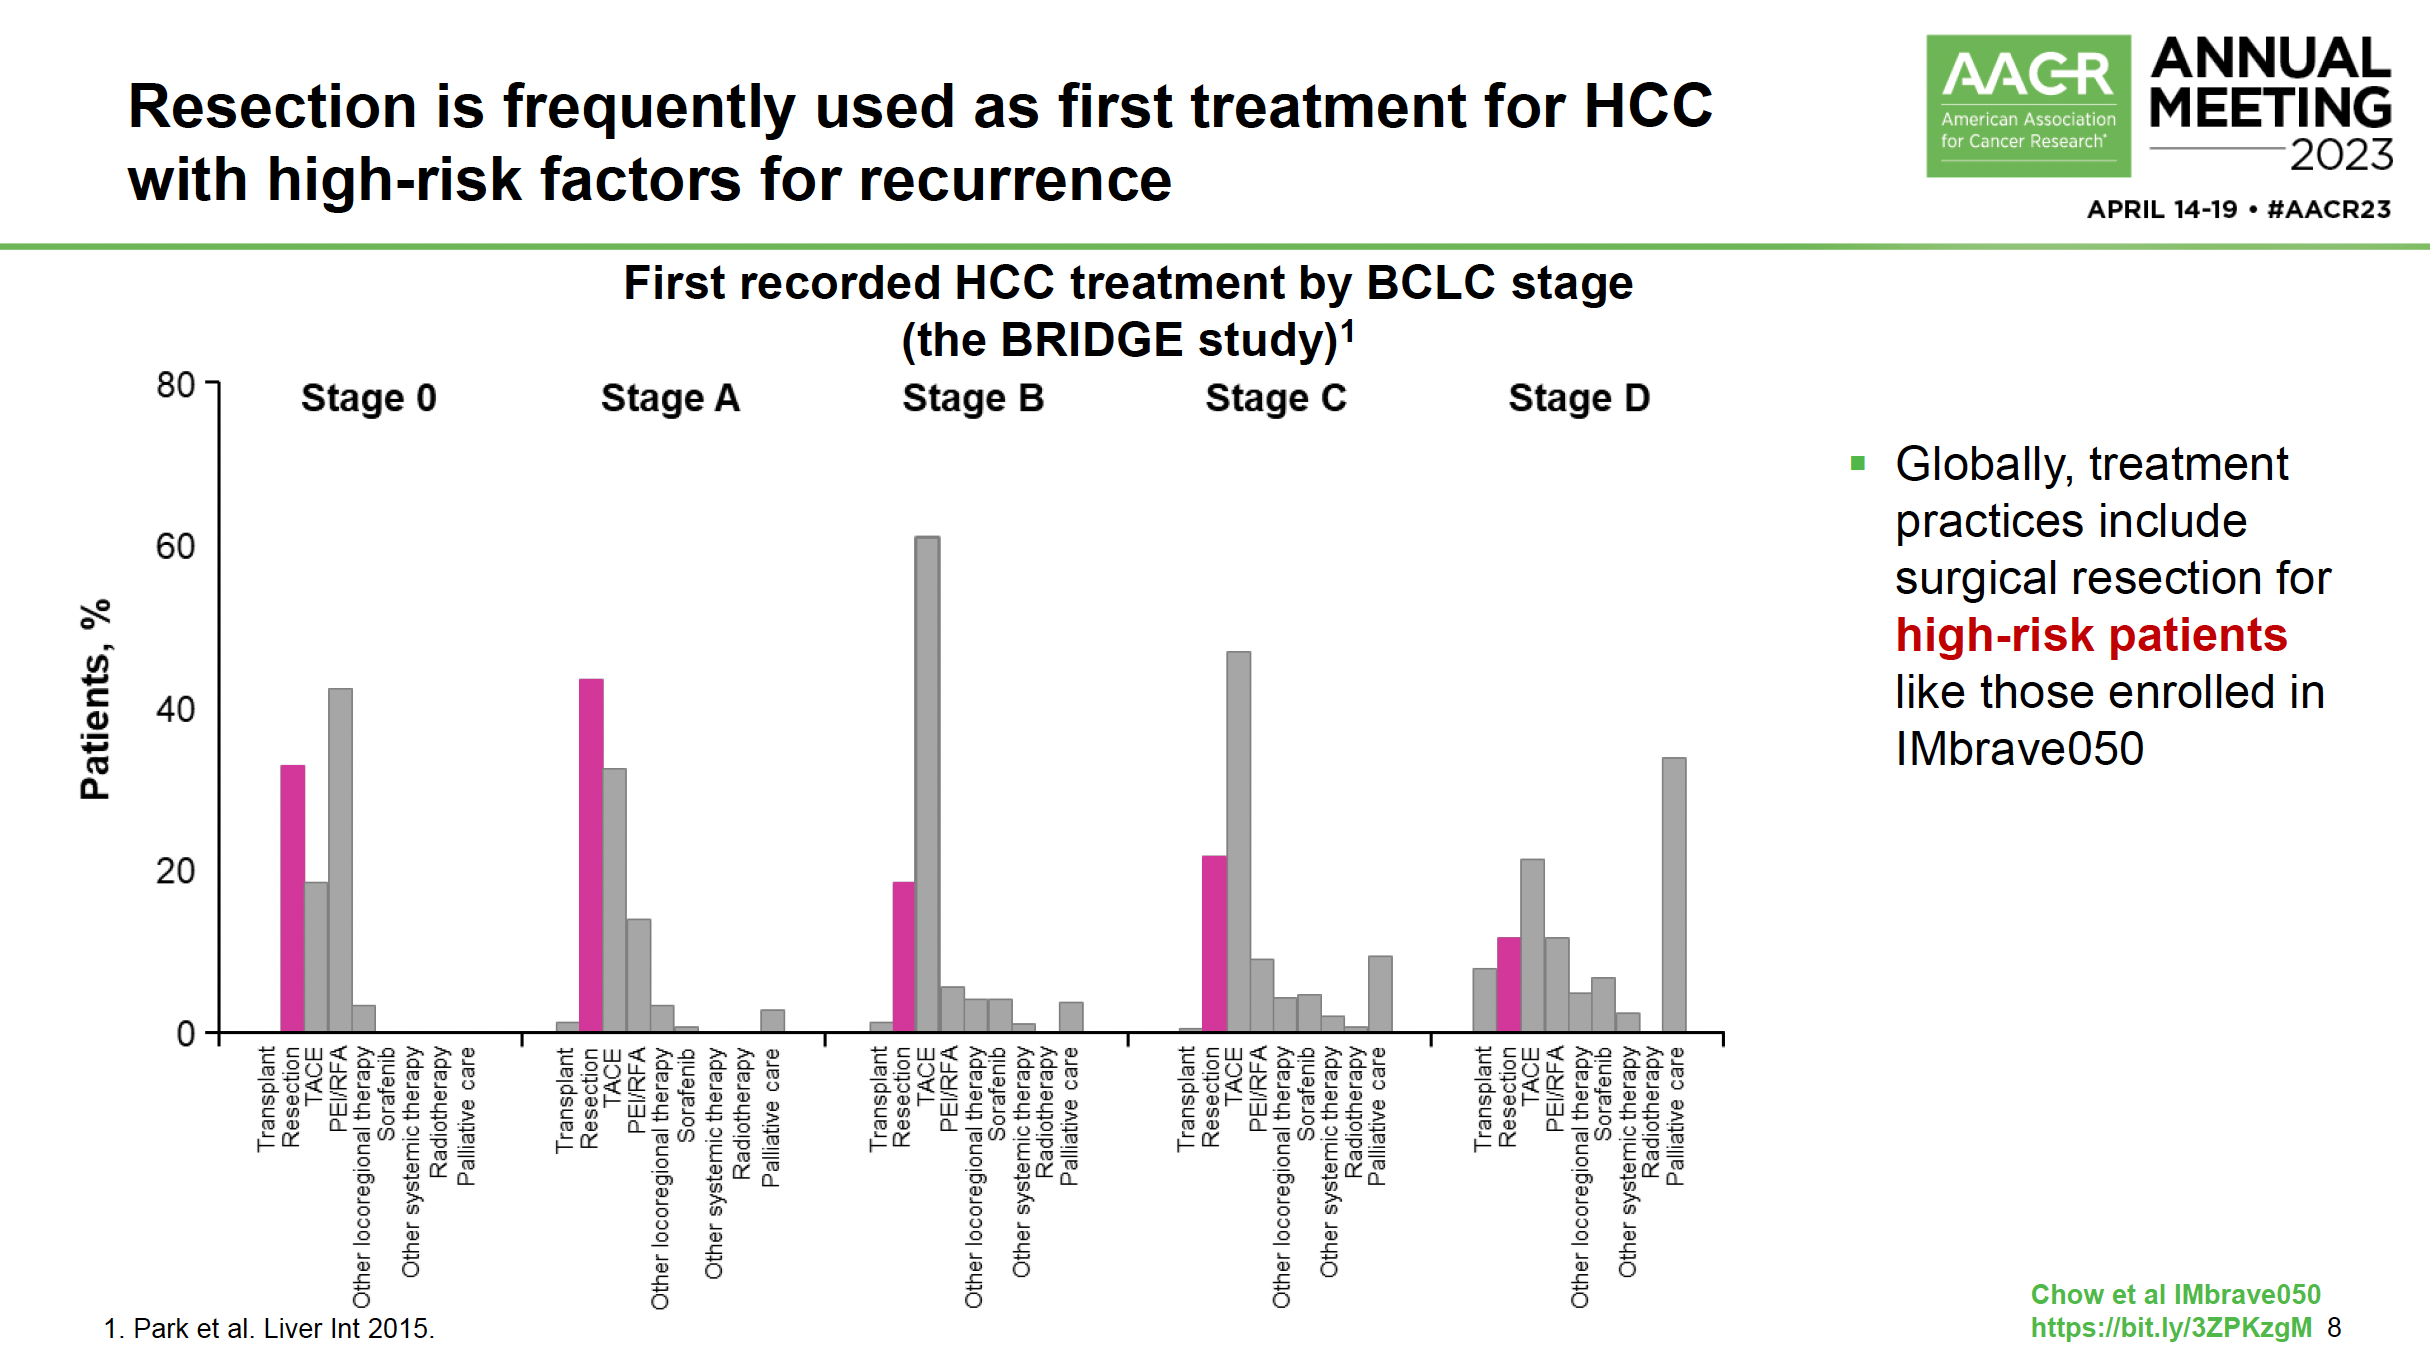 Resection is frequently used as first treatment for HCC
with high-risk factors for recurrence
AACR
American Association
for Cancer Research®
ANNUAL
MEETING
2023
APRIL 14-19 • #AACR23
First recorded HCC treatment by BCLC stage
(the BRIDGE study)¹
Stage 0
Stage A
Stage B
Stage C
Stage D
Patients, %
80
60
40
20
0
Transplant
Resection
TACE
PEI/RFA
Other locoregional therapy
Sorafenib
Other systemic therapy
Radiotherapy
Palliative care
Transplant
Resection
TACE
PEI/RFA
Other locoregional therapy
Sorafenib
Other systemic therapy
Radiotherapy
Palliative care
Transplant
Resection
TACE
PEI/RFA
Other locoregional therapy
Sorafenib
Other systemic therapy
Radiotherapy
Palliative care
Transplant
Resection
TACE
PEI/RFA
Other locoregional therapy
Sorafenib
Other systemic therapy
Radiotherapy
Palliative care
Transplant
Resection
TACE
PEI/RFA
Other locoregional therapy
Sorafenib
Other systemic therapy
Radiotherapy
Palliative care
Globally, treatment
practices include
surgical resection for
high-risk patients
like those enrolled in
IMbrave050
1. Park et al. Liver Int 2015.
Chow et al IMbrave050
https://bit.ly/3ZPKzgM 8